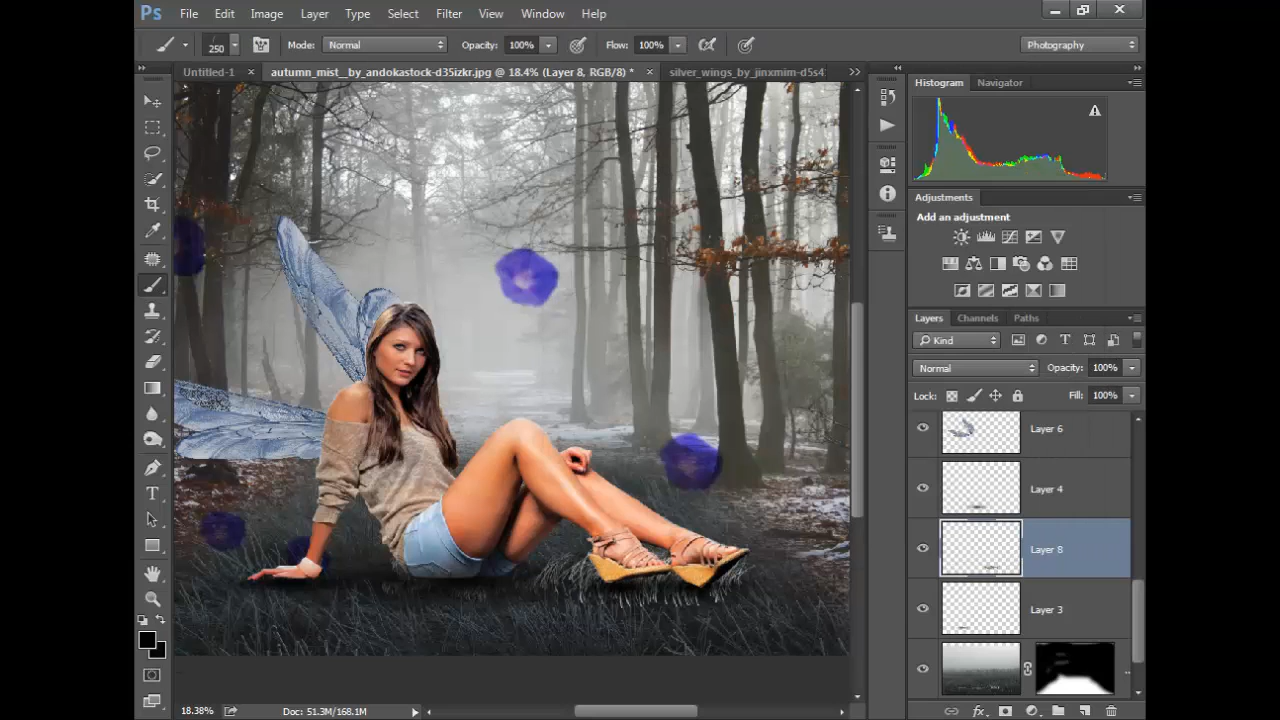 Ps File Edit Image Layer Type Select Filter View Window Help
250 Mode: Normal Opacity: 100% Flow: 100% Photography
Untitled-1 × autumn_mist__by_andokastock-d35izkr.jpg @ 18.4% (Layer 8, RGB/8) * × silver_wings_by_jinxmim-d5s4 >>
Histogram Navigator
Adjustments
Add an adjustment
Layers Channels Paths
Kind
Normal Opacity: 100%
Lock: Fill: 100%
Layer 6
Layer 4
Layer 8
Layer 3
18.38% Doc: 51.3M/168.1M